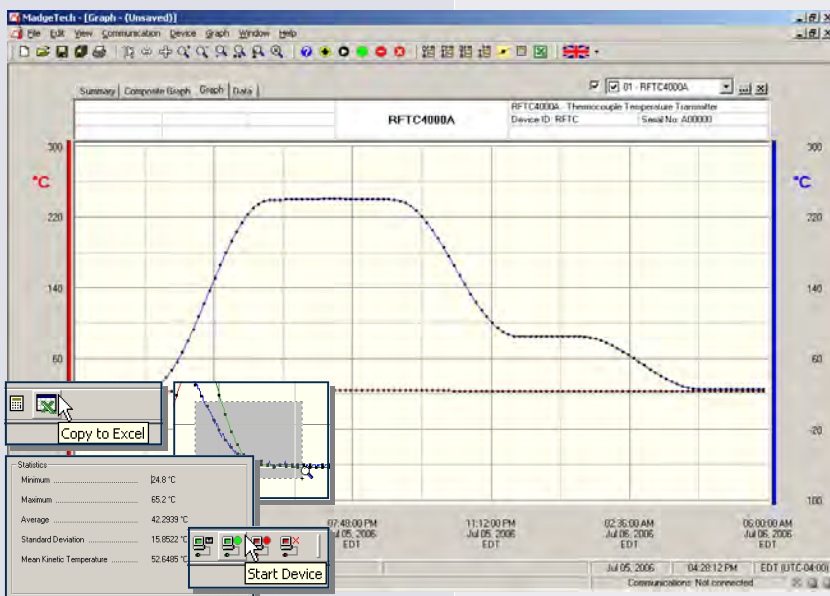 MadgeTech - [Graph - (Unsaved)]
File Edit View Communication Device Graph Window Help
Summary Composite Graph Graph Data
01 - RFTC4000A
RFTC4000A
RFTC4000A - Thermocouple Temperature Transmitter
Device ID: RFTC Serial No: A00000
300 300
°C °C
220 220
140 140
60 60
-20
100
Copy to Excel
Statistics
Minimum 24.8 °C
Maximum 65.2 °C
Average 42.2939 °C
Standard Deviation 15.8522 °C
Mean Kinetic Temperature 52.6485 °C
Start Device
07:48:00 PM 11:12:00 PM 02:36:00 AM 06:00:00 AM
Jul 05, 2006 Jul 05, 2006 Jul 06, 2006 Jul 06, 2006
EDT EDT EDT EDT
Jul 05, 2006 04:28:12 PM EDT (UTC-04:00)
Communications: Not connected